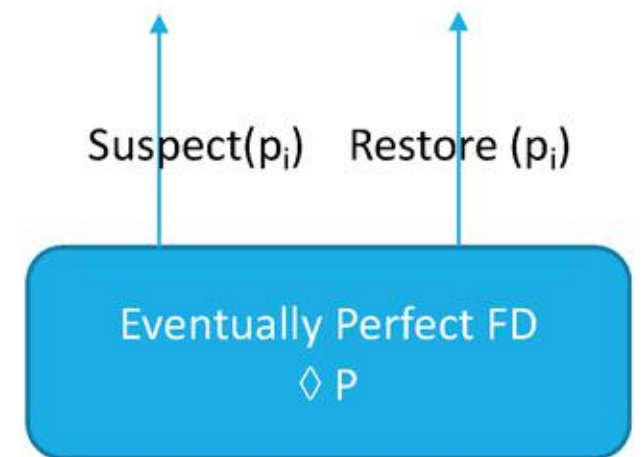 Suspect(pᵢ) Restore (pᵢ)
Eventually Perfect FD
◊ P